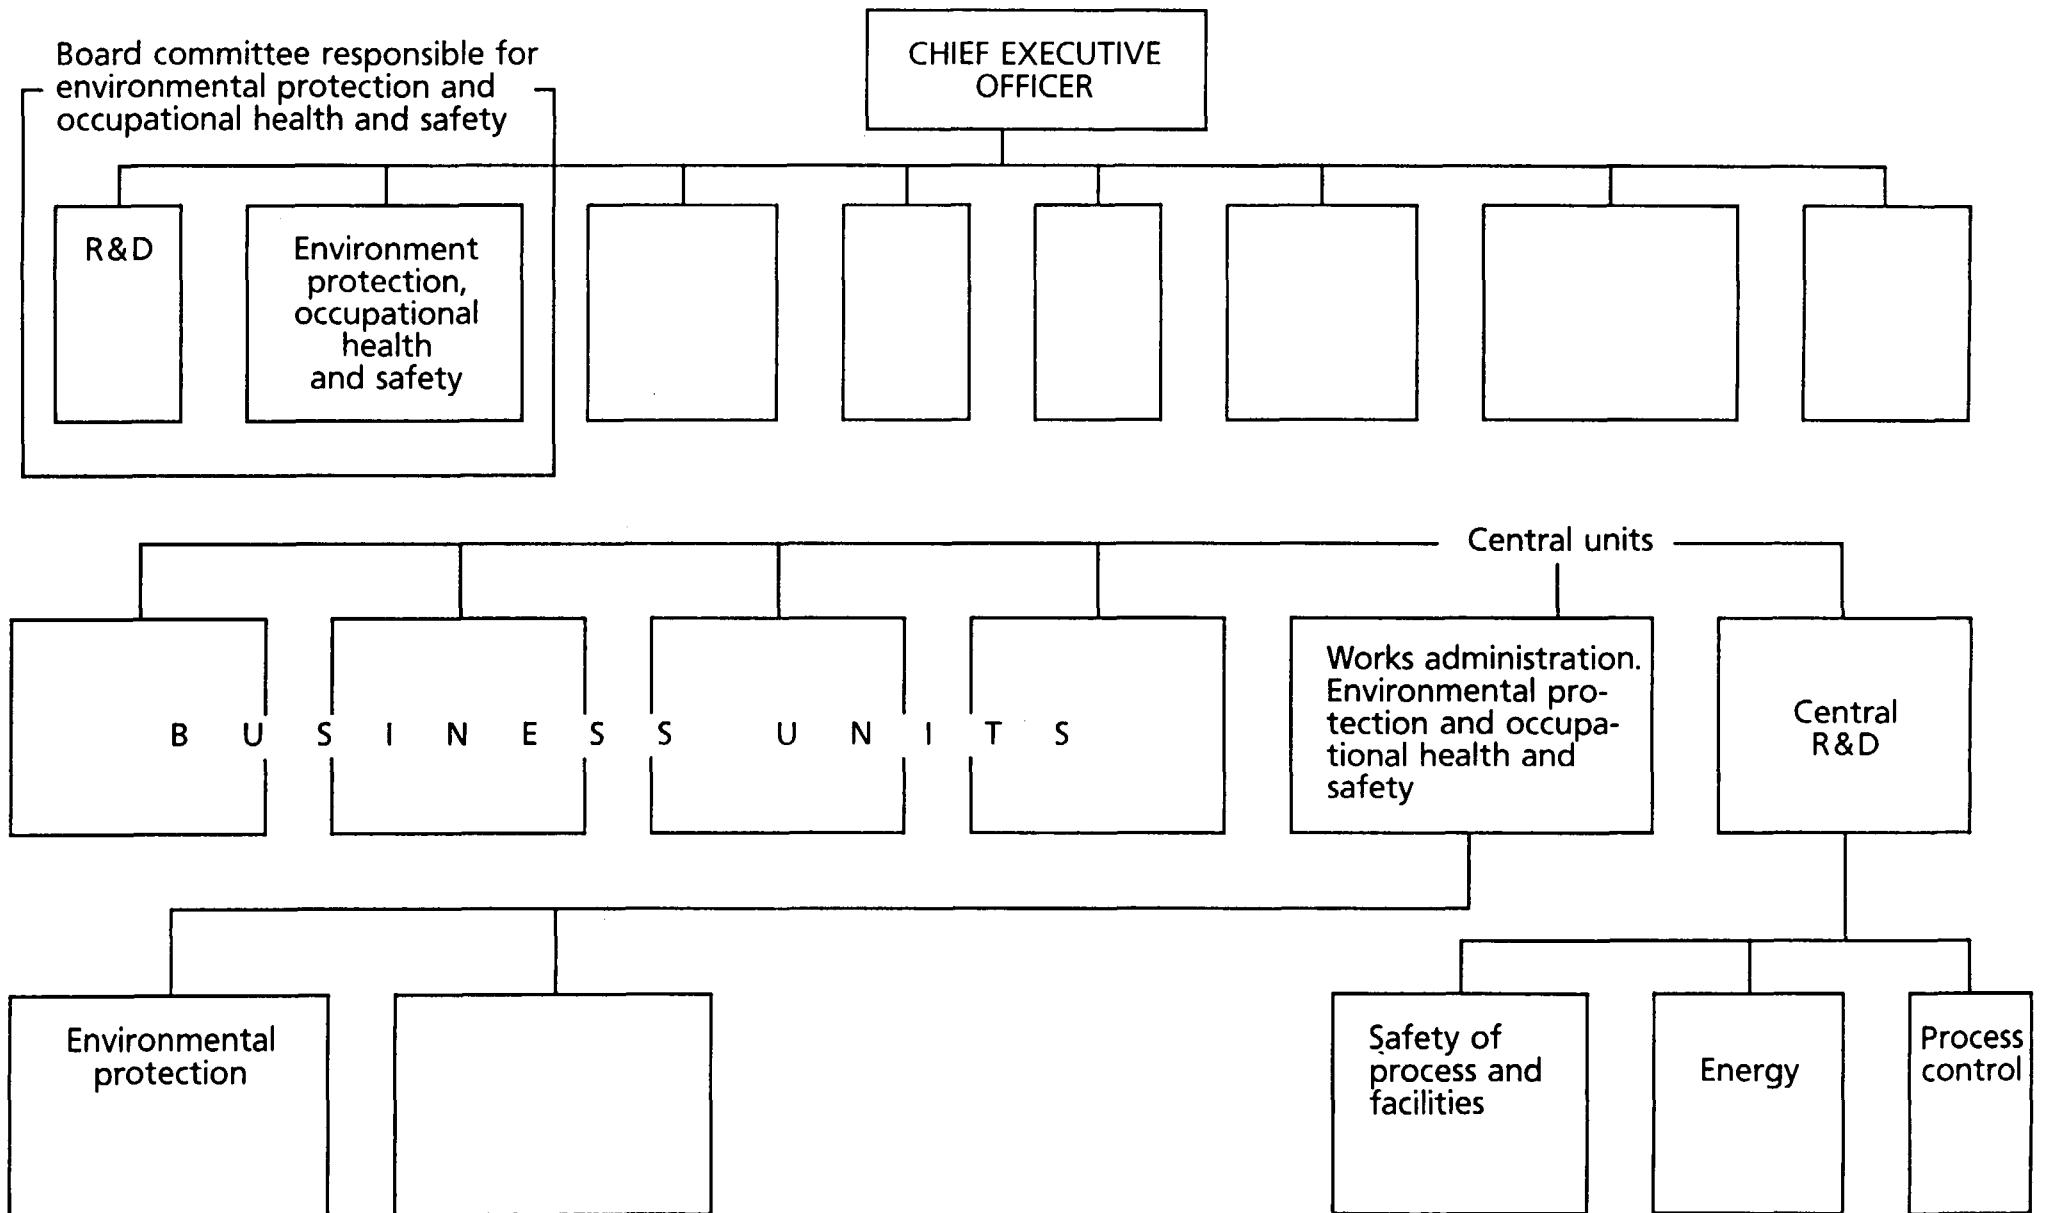 Board committee responsible for
environmental protection and
occupational health and safety
CHIEF EXECUTIVE
OFFICER
R&D
Environment
protection,
occupational
health
and safety
Central units
BUSINESS UNITS
Works administration.
Environmental pro-
tection and occupa-
tional health and
safety
Central
R&D
Environmental
protection
Safety of
process and
facilities
Energy
Process
control